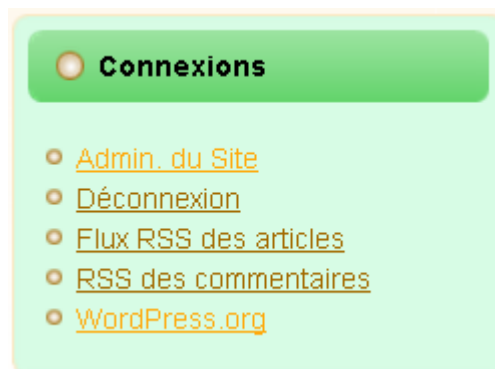 Connexions
Admin. du Site
Déconnexion
Flux RSS des articles
RSS des commentaires
WordPress.org